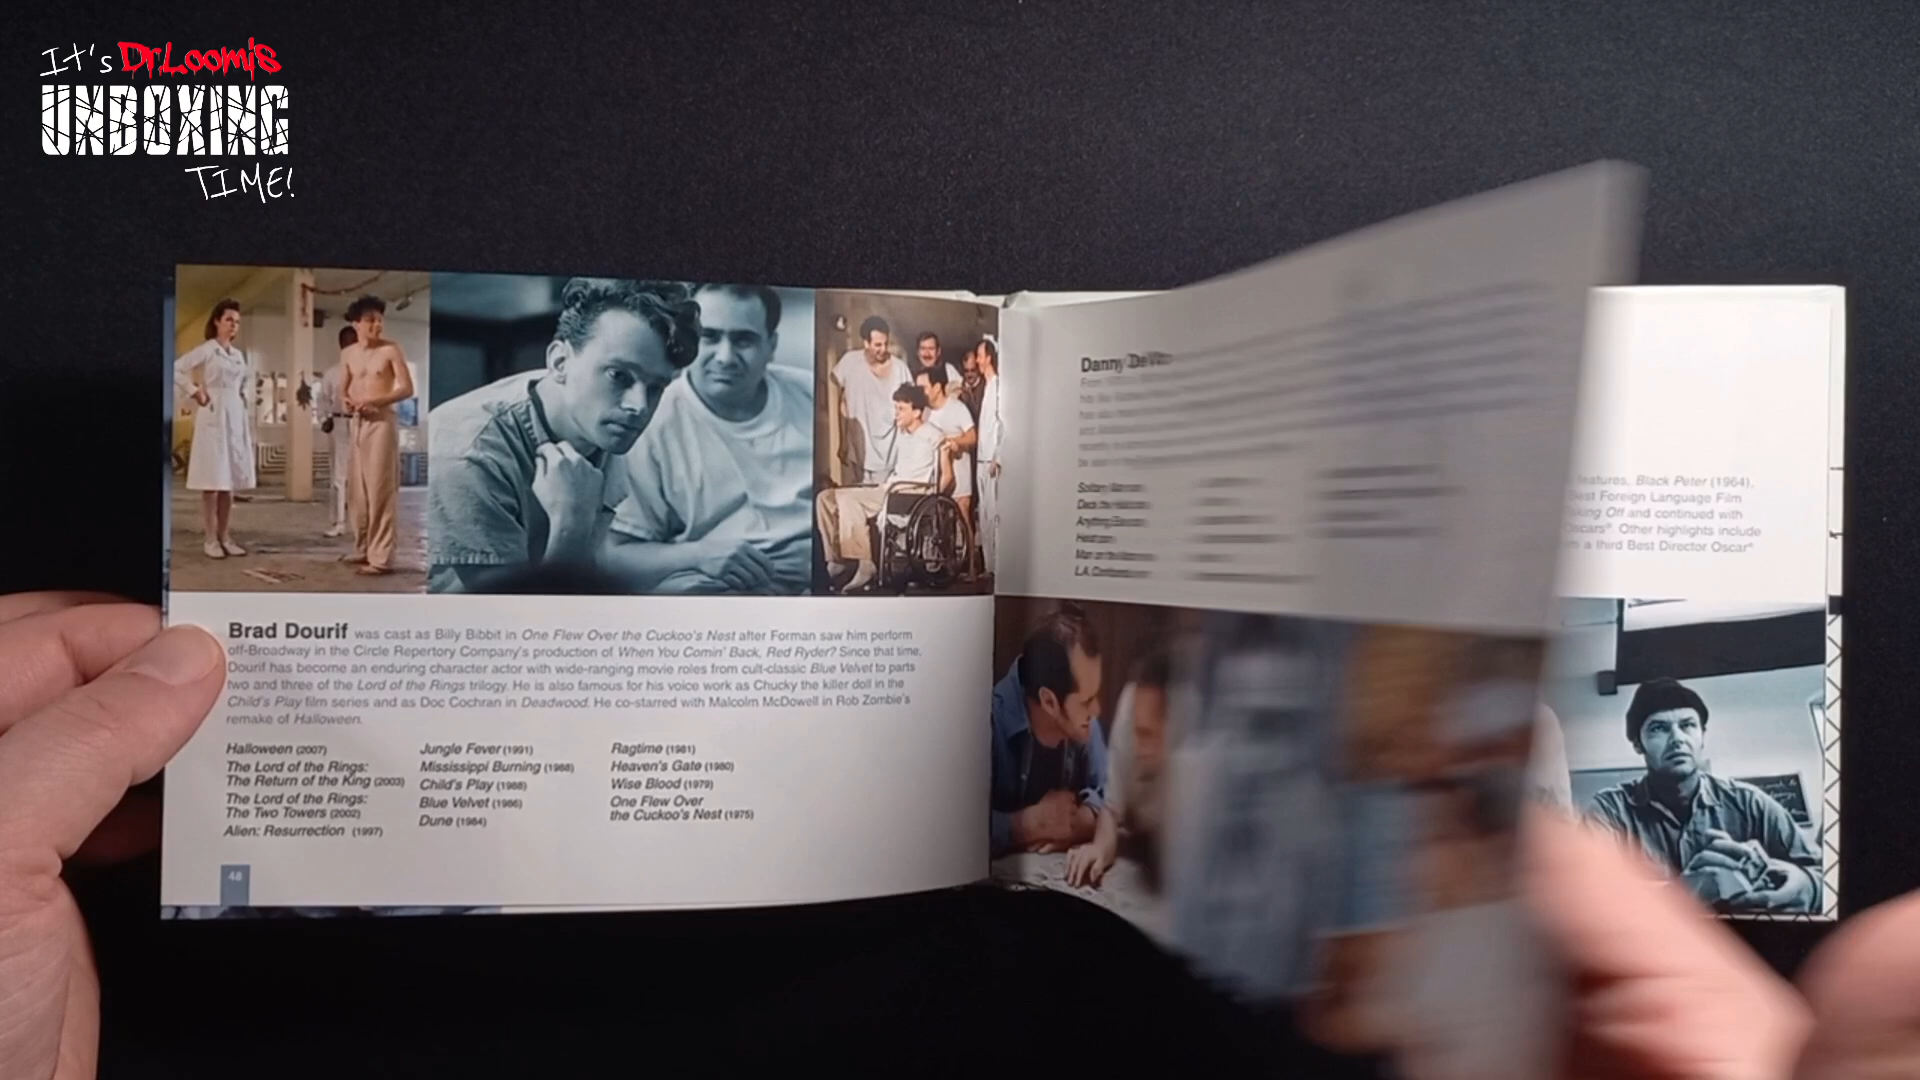 It's Dr. Loomis
UNBOXING
TIME!
Brad Dourif was cast as Billy Bibbit in One Flew Over the Cuckoo's Nest after Forman saw him perform
off-Broadway in the Circle Repertory Company's production of When You Comin' Back, Red Ryder? Since that time,
Dourif has become an enduring character actor with wide-ranging movie roles from cult-classic Blue Velvet to parts
two and three of the Lord of the Rings trilogy. He is also famous for his voice work as Chucky the killer doll in the
Child's Play film series and as Doc Cochran in Deadwood. He co-starred with Malcolm McDowell in Rob Zombie's
remake of Halloween.
Halloween (2007)
The Lord of the Rings:
The Return of the King (2003)
The Lord of the Rings:
The Two Towers (2002)
Alien: Resurrection (1997)
Jungle Fever (1991)
Mississippi Burning (1988)
Child's Play (1988)
Blue Velvet (1986)
Dune (1984)
Ragtime (1981)
Heaven's Gate (1980)
Wise Blood (1979)
One Flew Over
the Cuckoo's Nest (1975)
48
Danny DeVito
features, Black Peter (1964),
Best Foreign Language Film
Taking Off and continued with
Oscars® Other highlights include
a third Best Director Oscar®